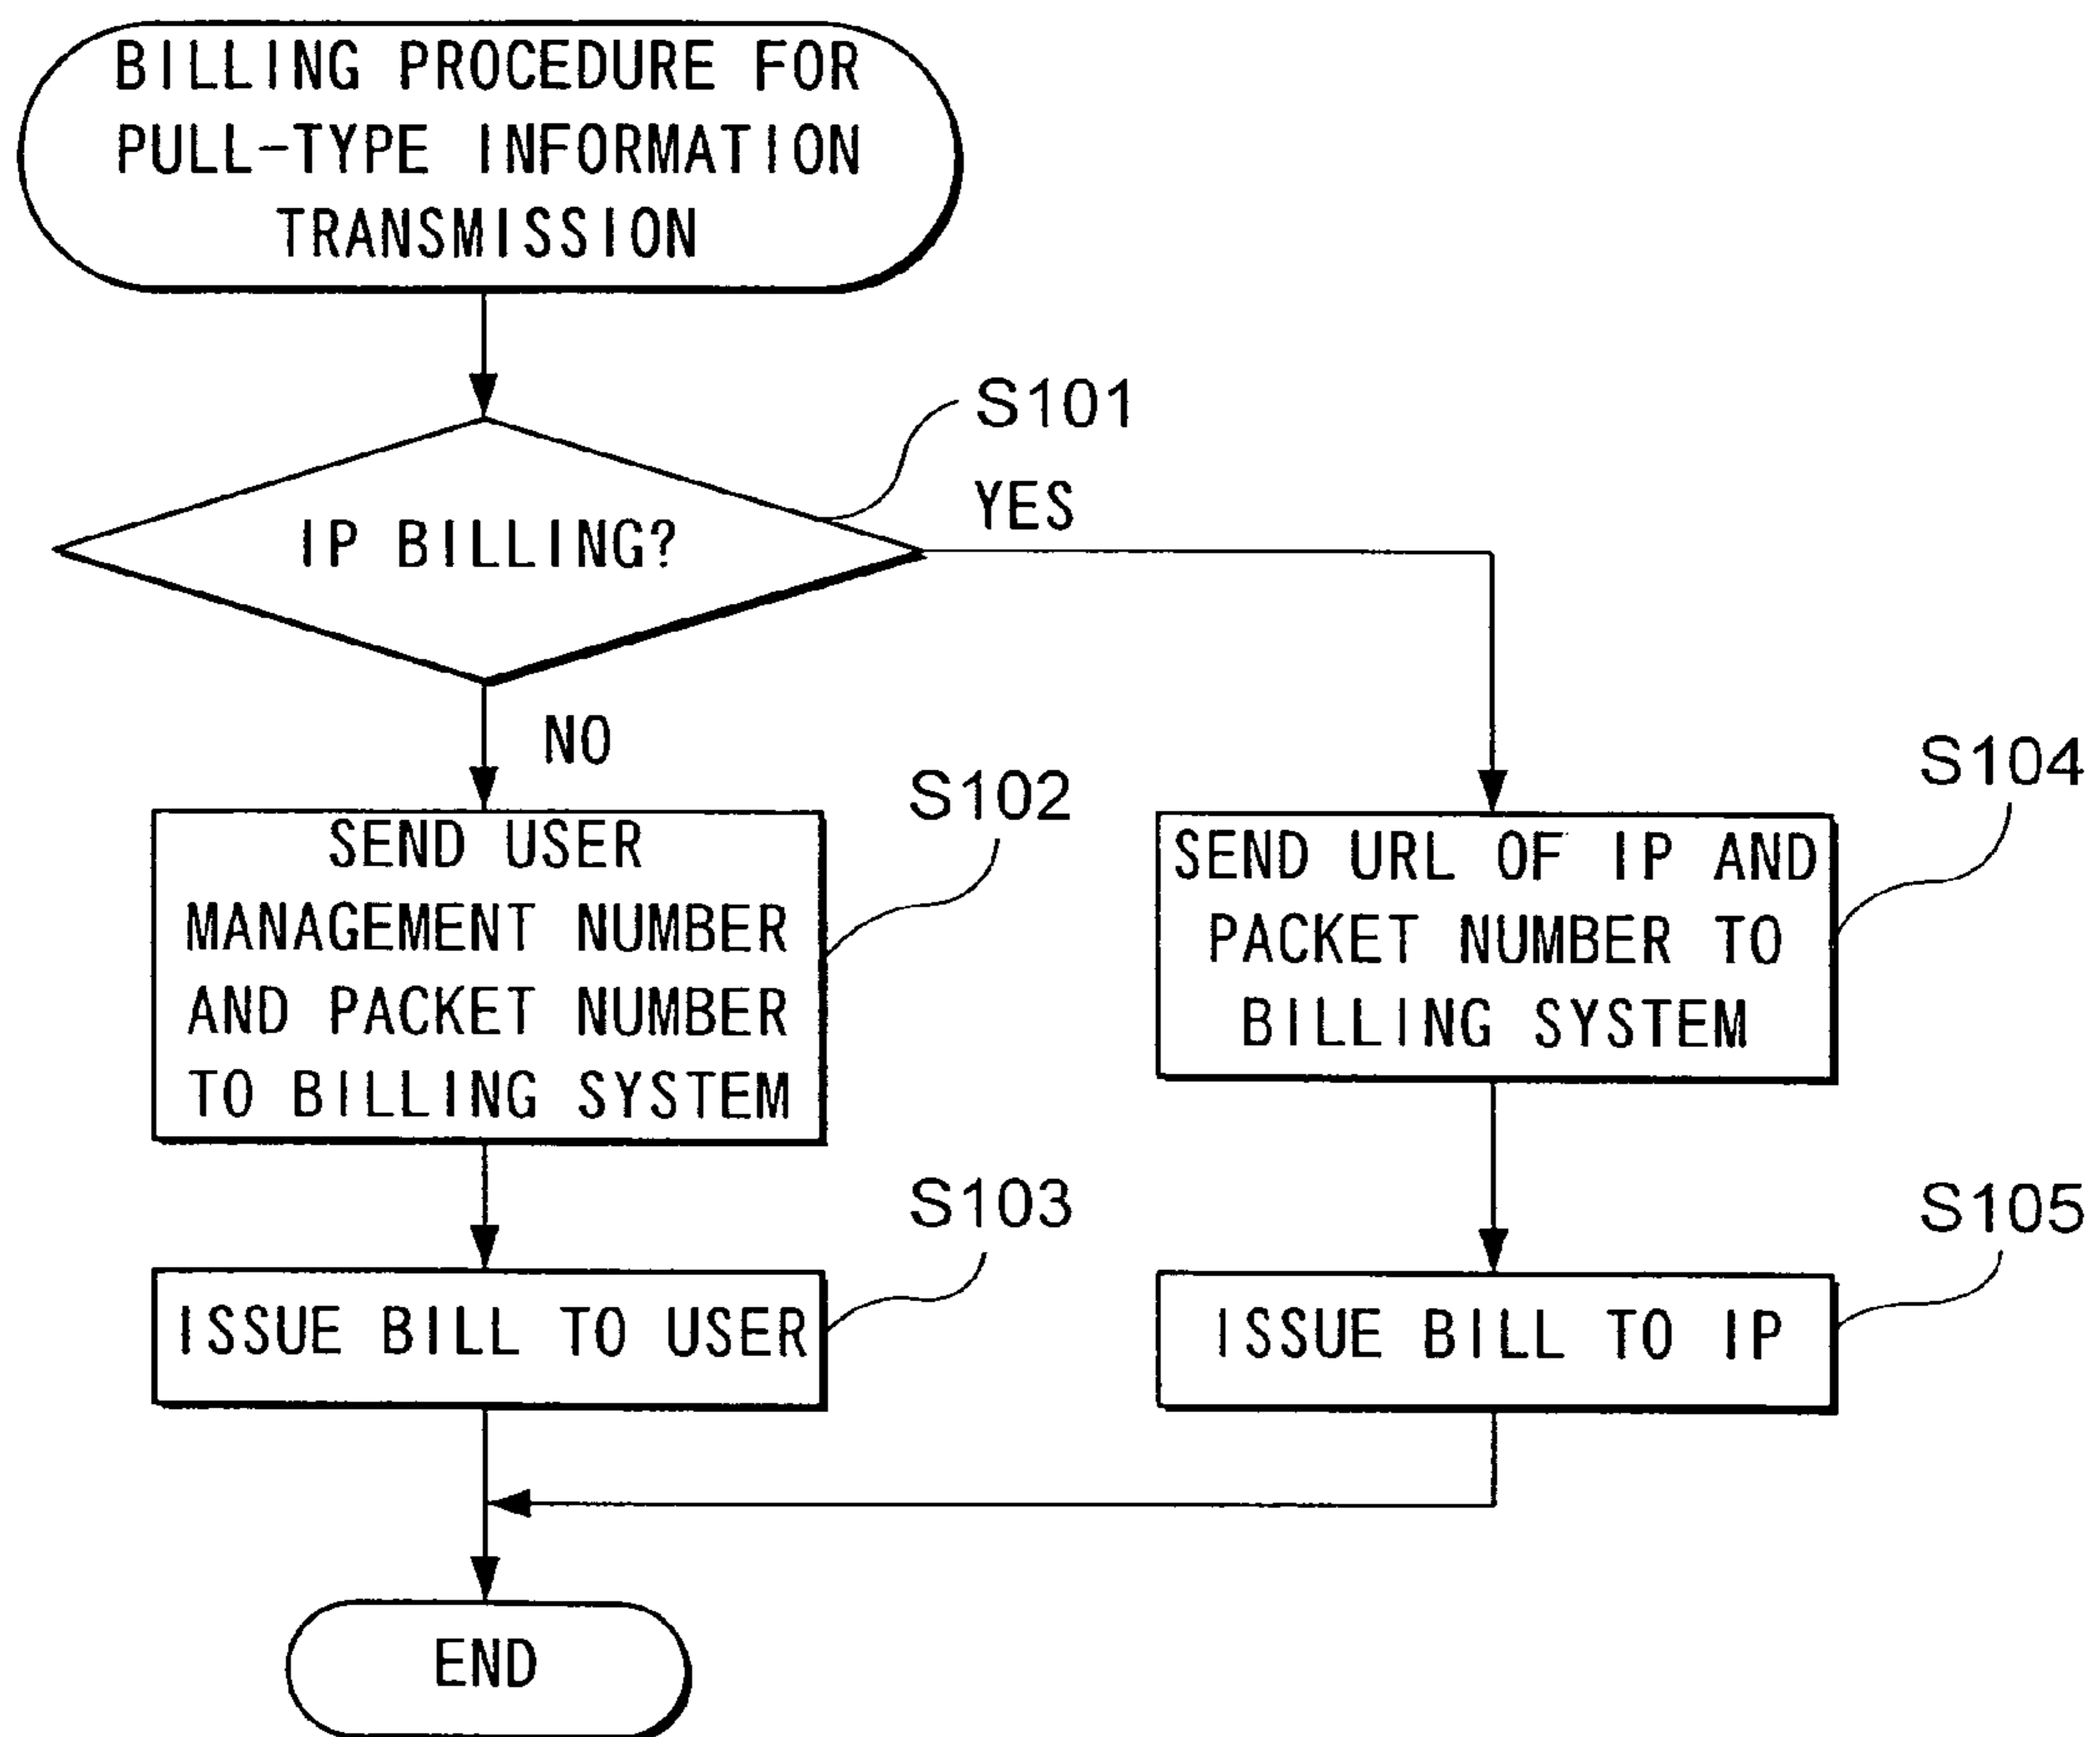 BILLING PROCEDURE FOR
PULL-TYPE INFORMATION
TRANSMISSION
S101
IP BILLING?
YES
NO
S102
SEND USER
MANAGEMENT NUMBER
AND PACKET NUMBER
TO BILLING SYSTEM
S104
SEND URL OF IP AND
PACKET NUMBER TO
BILLING SYSTEM
S103
ISSUE BILL TO USER
S105
ISSUE BILL TO IP
END